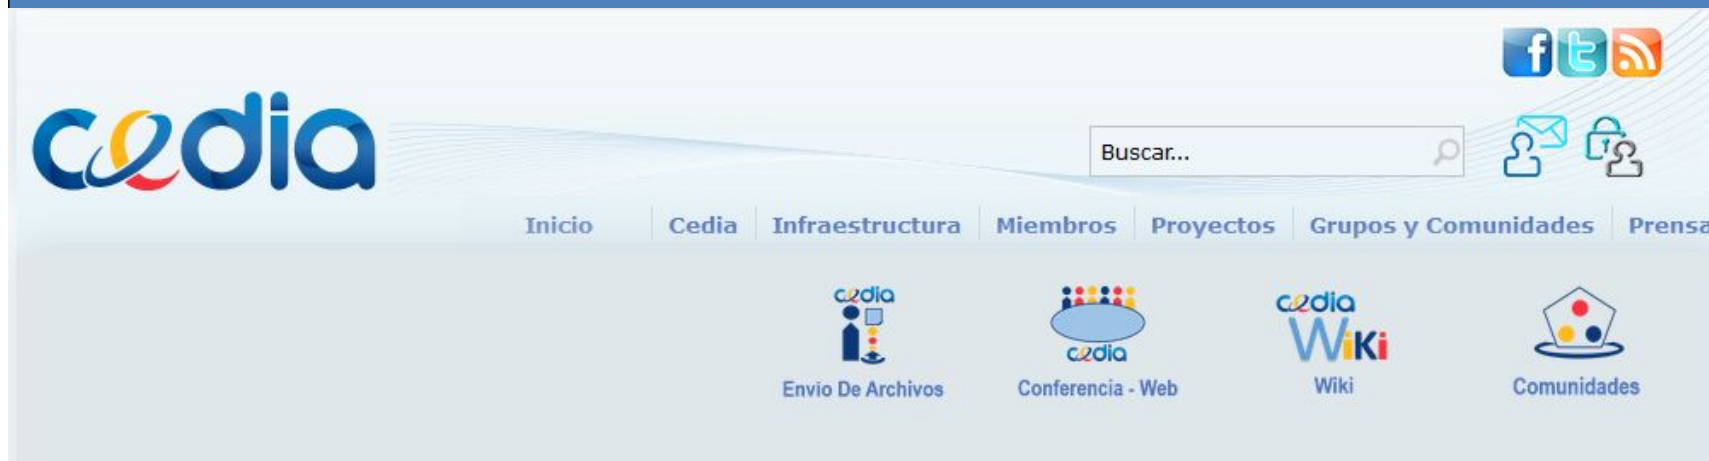 cedia
Buscar...
Inicio Cedia Infraestructura Miembros Proyectos Grupos y Comunidades Prensa
cedia
Envio De Archivos
cedia
Conferencia - Web
cedia
Wiki
Wiki
Comunidades